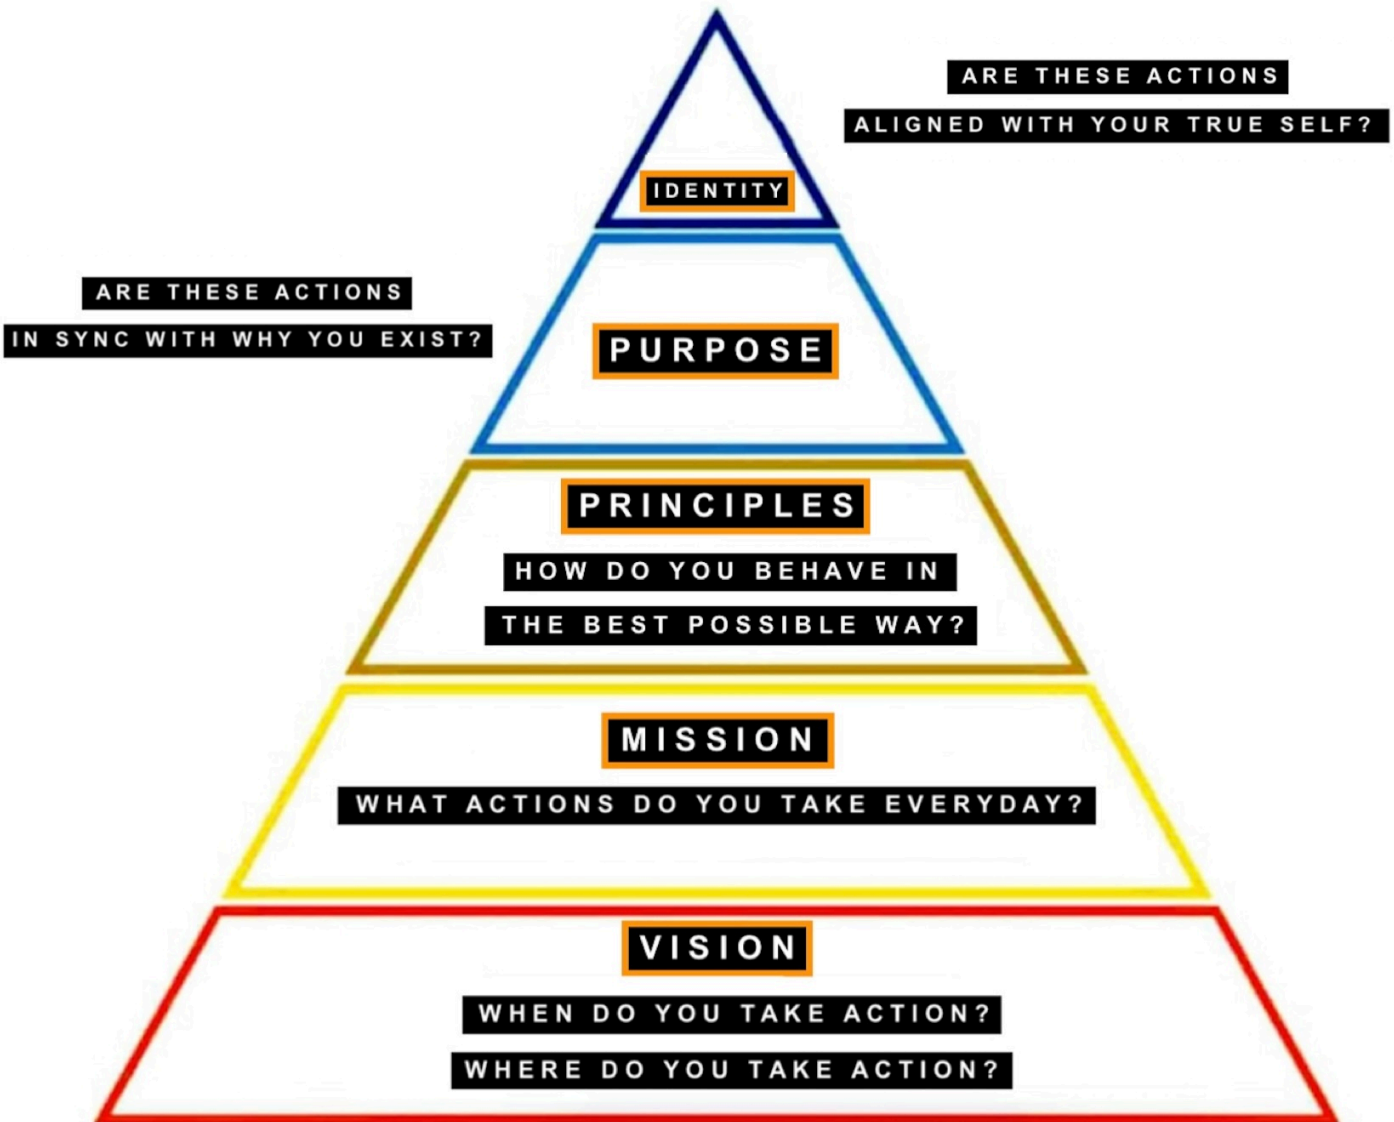 ARE THESE ACTIONS
ALIGNED WITH YOUR TRUE SELF?
IDENTITY
ARE THESE ACTIONS
IN SYNC WITH WHY YOU EXIST?
PURPOSE
PRINCIPLES
HOW DO YOU BEHAVE IN
THE BEST POSSIBLE WAY?
MISSION
WHAT ACTIONS DO YOU TAKE EVERYDAY?
VISION
WHEN DO YOU TAKE ACTION?
WHERE DO YOU TAKE ACTION?